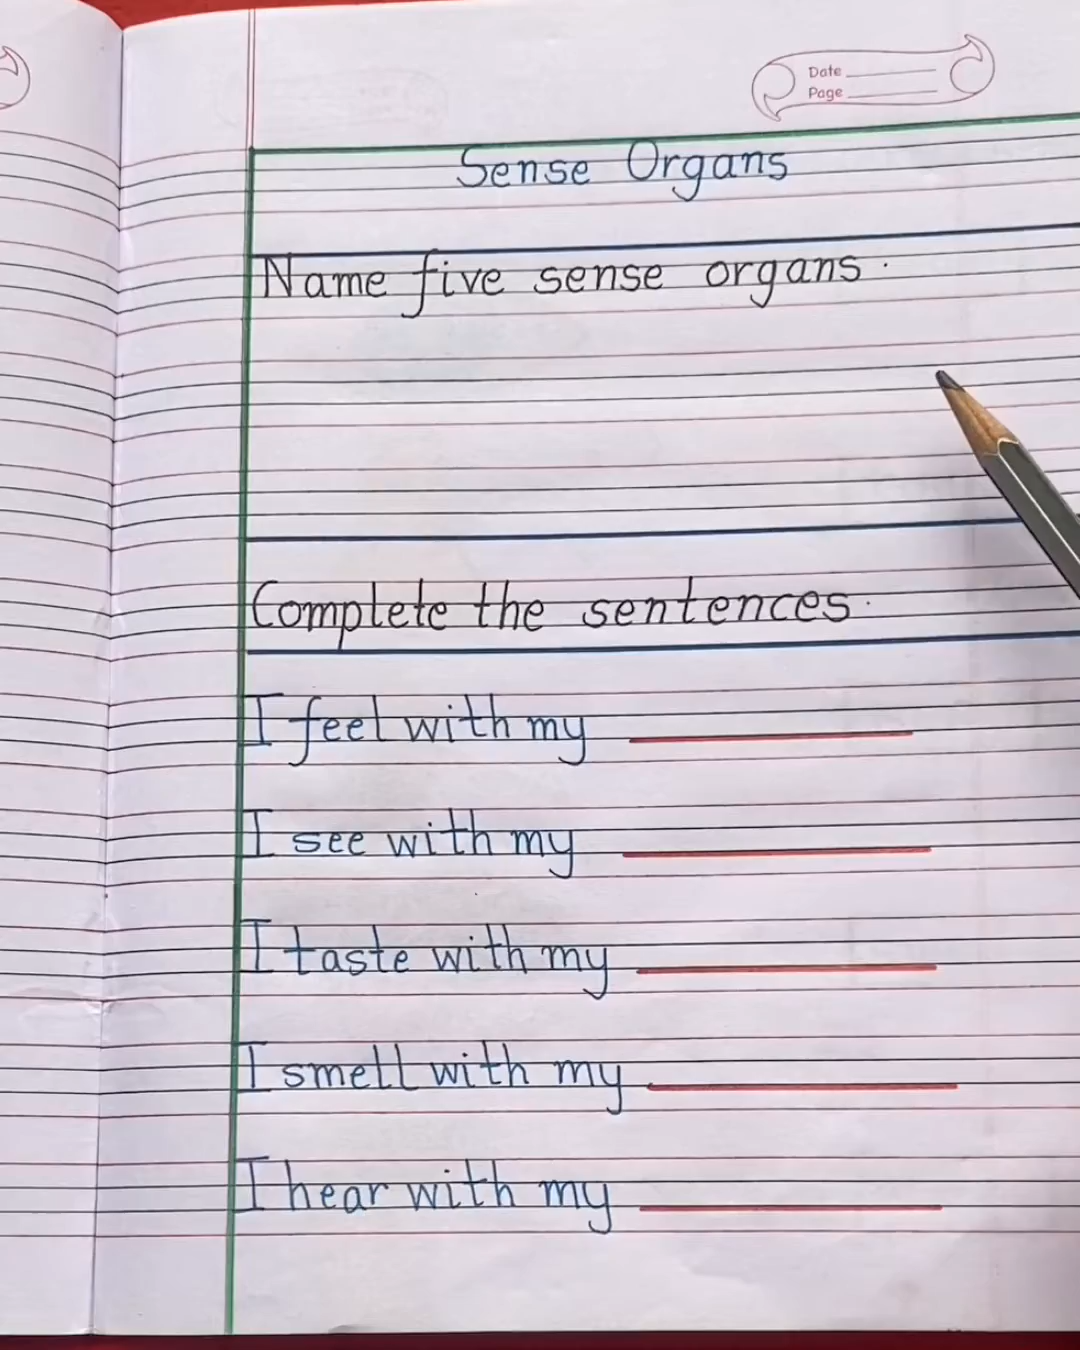 Date
Page
Sense Organs
Name five sense organs.
Complete the sentences.
I feel with my
I see with my
I taste with my
I smell with my
I hear with my